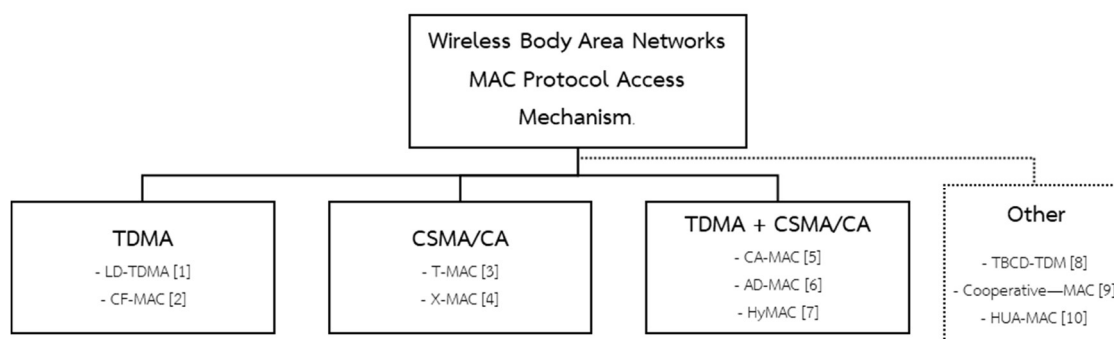 Wireless Body Area Networks
MAC Protocol Access
Mechanism.
TDMA
- LD-TDMA [1]
- CF-MAC [2]
CSMA/CA
- T-MAC [3]
- X-MAC [4]
TDMA + CSMA/CA
- CA-MAC [5]
- AD-MAC [6]
- HyMAC [7]
Other
- TBCD-TDM [8]
- Cooperative—MAC [9]
- HUA-MAC [10]